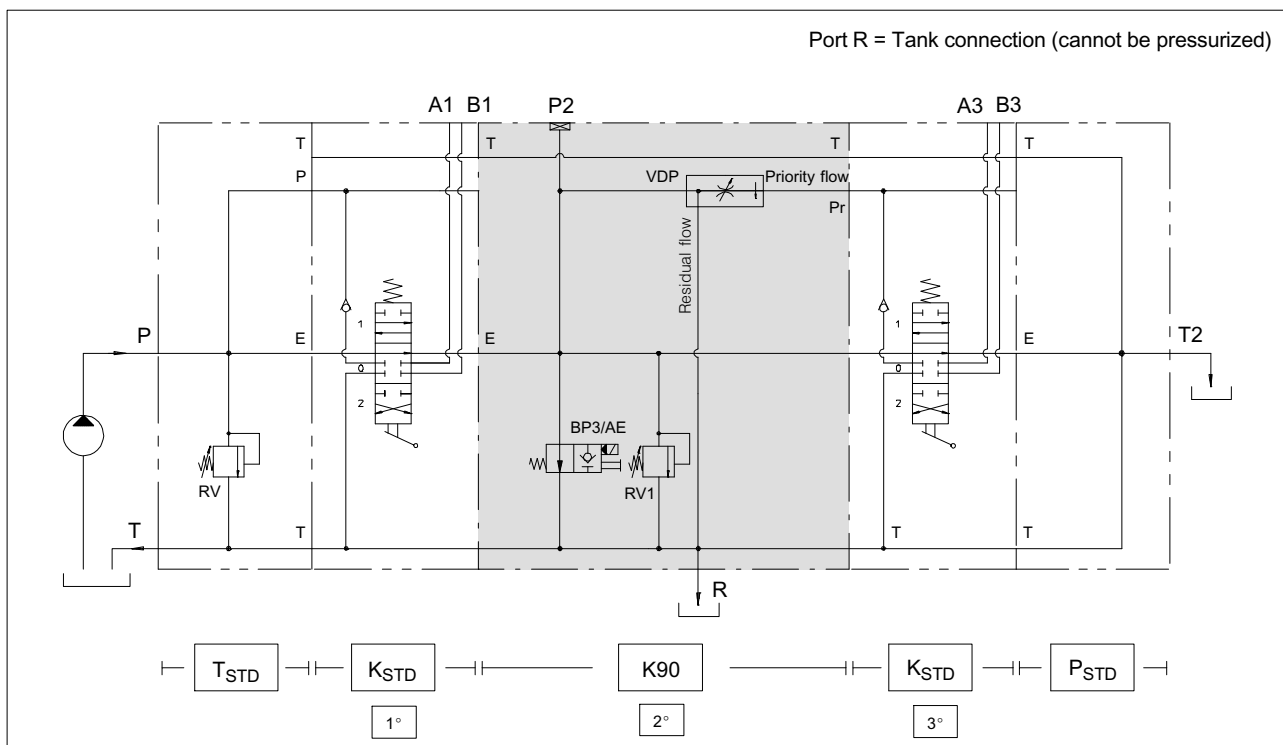 Port R = Tank connection (cannot be pressurized)
A1 B1 P2 A3 B3
T T T T
P VDP Priority flow
Pr
Residual flow
1 1
P E E E T2
0 0
2 2
BP3/AE
RV RV1
T T T T
R
TSTD KSTD K90 KSTD PSTD
1° 2° 3°